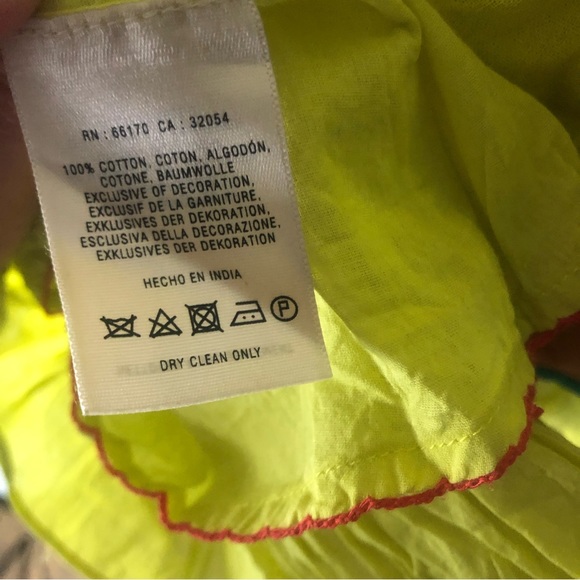 RN : 66170 CA : 32054
100% COTTON, COTON, ALGODÓN,
COTONE, BAUMWOLLE
EXCLUSIVE OF DECORATION,
EXCLUSIF DE LA GARNITURE,
EXKLUSIVES DER DEKORATION,
ESCLUSIVA DELLA DECORAZIONE,
EXKLUSIVES DER DEKORATION
HECHO EN INDIA
P
DRY CLEAN ONLY